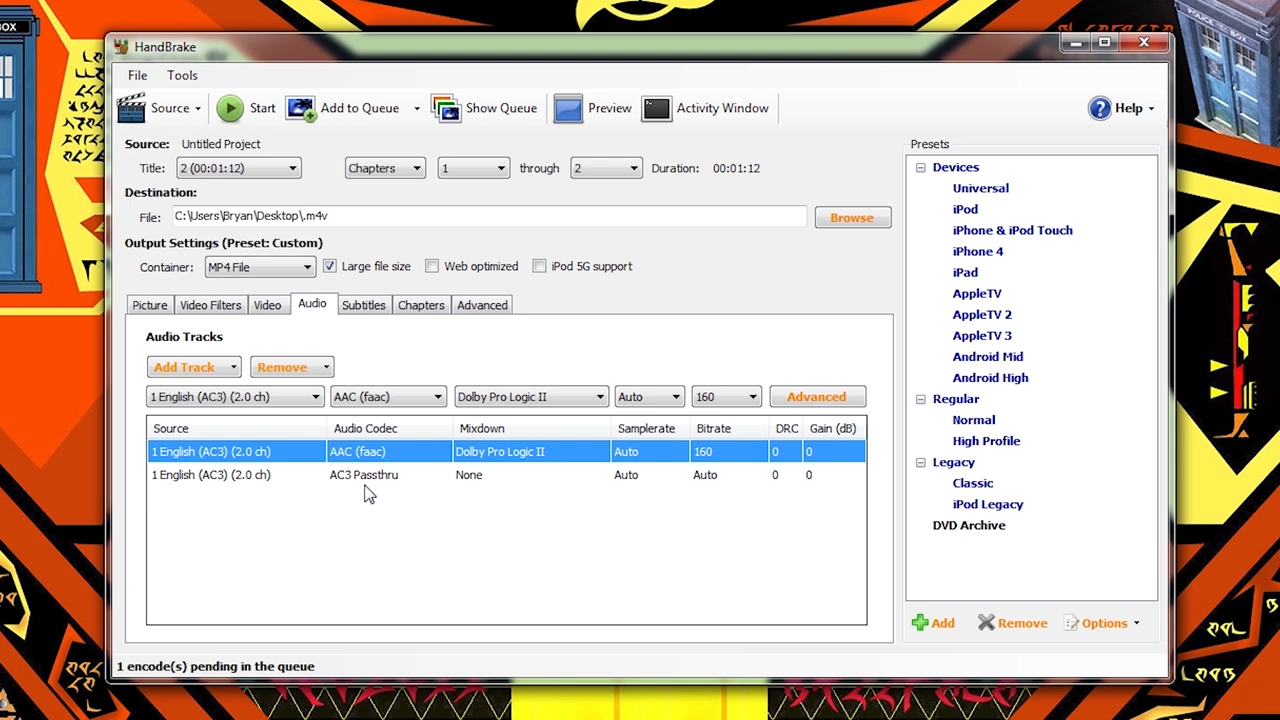 BOX
POLICE BOX
HandBrake
File Tools
Source Start Add to Queue Show Queue Preview Activity Window Help
Source: Untitled Project
Title: 2 (00:01:12) Chapters 1 through 2 Duration: 00:01:12
Destination:
File: C:\Users\Bryan\Desktop\.m4v Browse
Output Settings (Preset: Custom)
Container: MP4 File Large file size Web optimized iPod 5G support
Picture Video Filters Video Audio Subtitles Chapters Advanced
Audio Tracks
Add Track Remove
1 English (AC3) (2.0 ch) AAC (faac) Dolby Pro Logic II Auto 160 Advanced
Source Audio Codec Mixdown Samplerate Bitrate DRC Gain (dB)
1 English (AC3) (2.0 ch) AAC (faac) Dolby Pro Logic II Auto 160 0 0
1 English (AC3) (2.0 ch) AC3 Passthru None Auto Auto 0 0
Presets
Devices
Universal
iPod
iPhone & iPod Touch
iPhone 4
iPad
AppleTV
AppleTV 2
AppleTV 3
Android Mid
Android High
Regular
Normal
High Profile
Legacy
Classic
iPod Legacy
DVD Archive
Add Remove Options
1 encode(s) pending in the queue